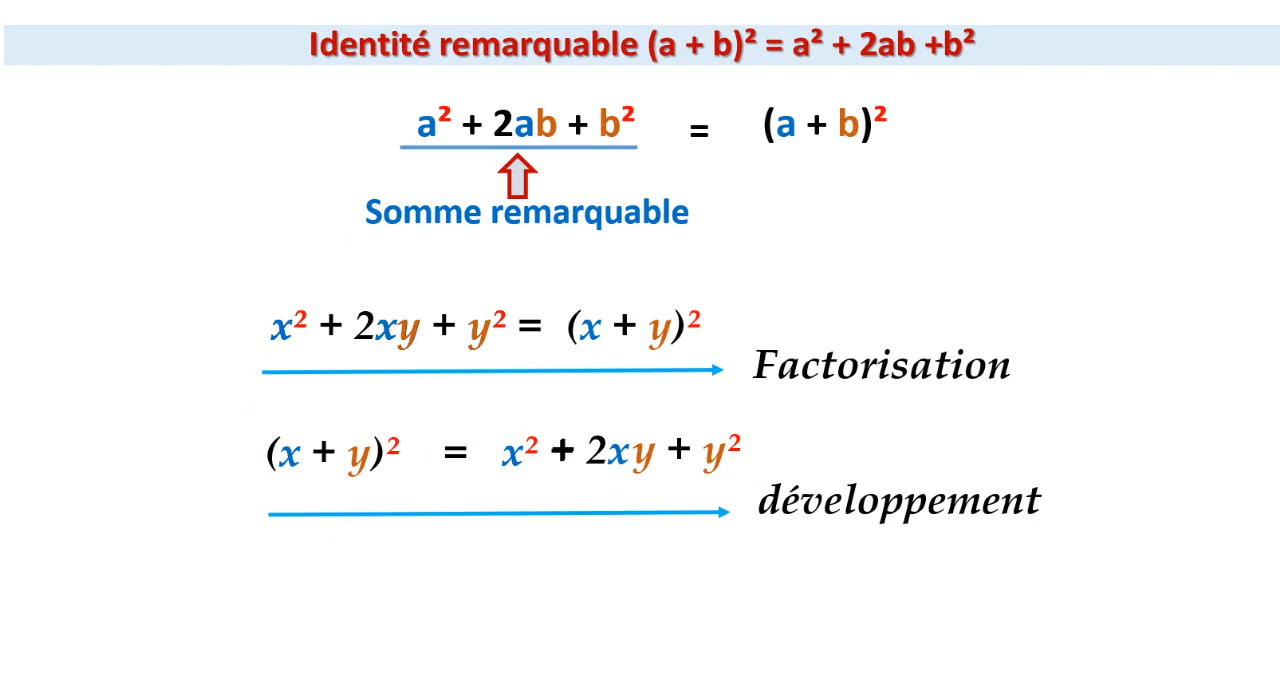 Identité remarquable (a + b)² = a² + 2ab +b²
a² + 2ab + b² = (a + b)²
Somme remarquable
x² + 2xy + y² = (x + y)²
Factorisation
(x + y)² = x² + 2xy + y²
développement